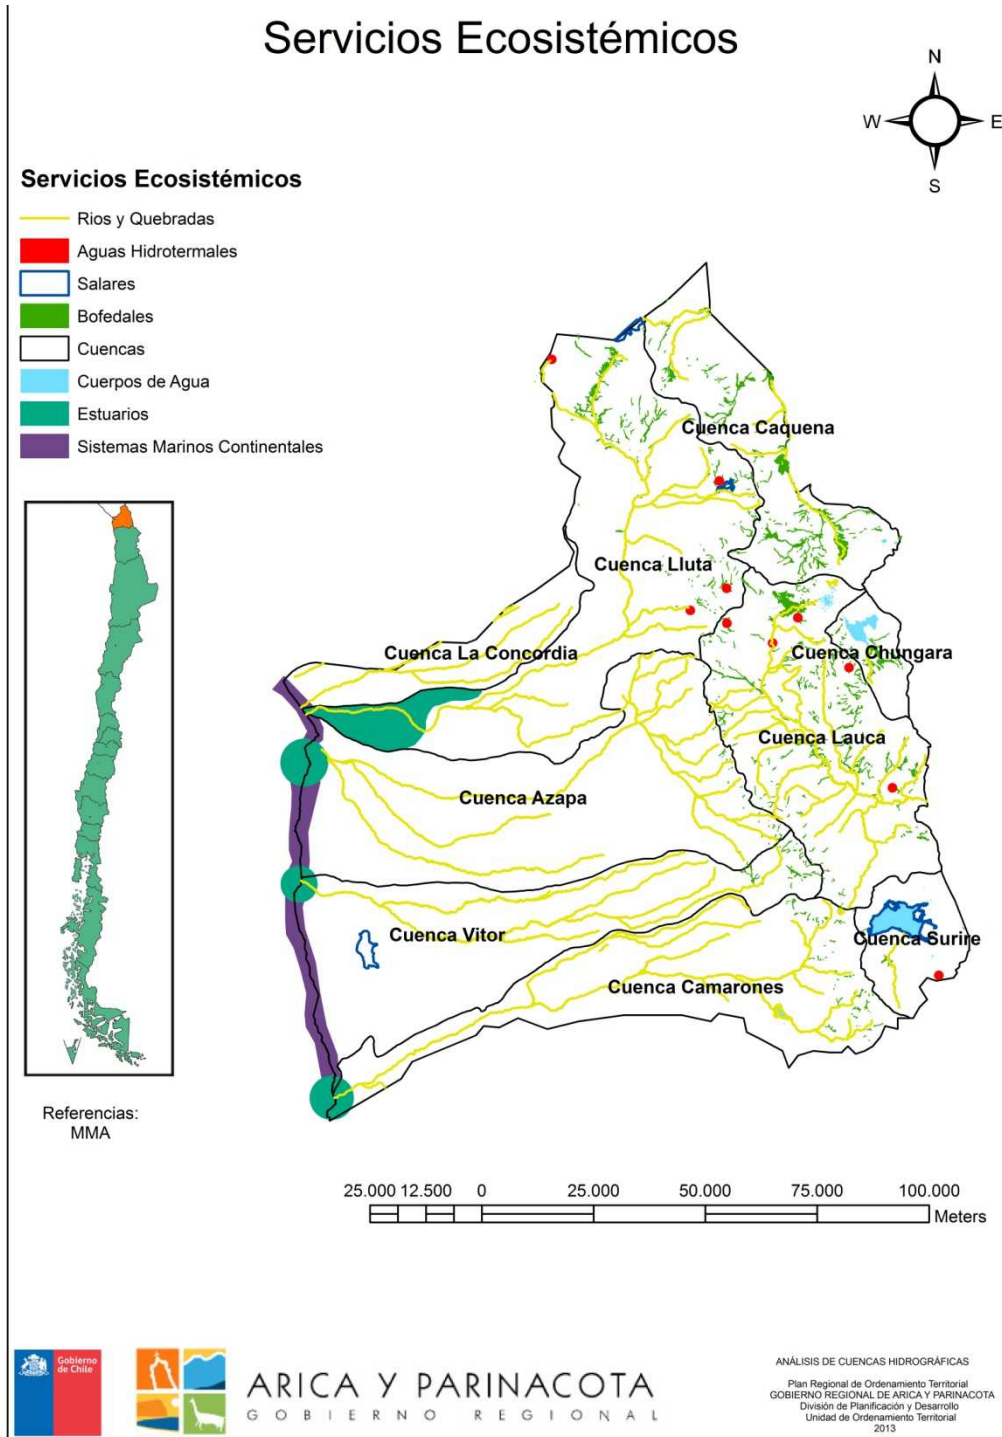 Servicios Ecosistémicos
N
W
E
S
Servicios Ecosistémicos
Rios y Quebradas
Aguas Hidrotermales
Salares
Bofedales
Cuencas
Cuerpos de Agua
Estuarios
Sistemas Marinos Continentales
Cuenca Caquena
Cuenca Lluta
Cuenca La Concordia
Cuenca Chungara
Cuenca Lauca
Cuenca Azapa
Cuenca Vitor
Cuenca Surire
Cuenca Camarones
Referencias:
MMA
25.000 12.500 0 25.000 50.000 75.000 100.000
Meters
Gobierno
de Chile
ARICA Y PARINACOTA
GOBIERNO REGIONAL
ANÁLISIS DE CUENCAS HIDROGRÁFICAS
Plan Regional de Ordenamiento Territorial
GOBIERNO REGIONAL DE ARICA Y PARINACOTA
División de Planificación y Desarrollo
Unidad de Ordenamiento Territorial
2013